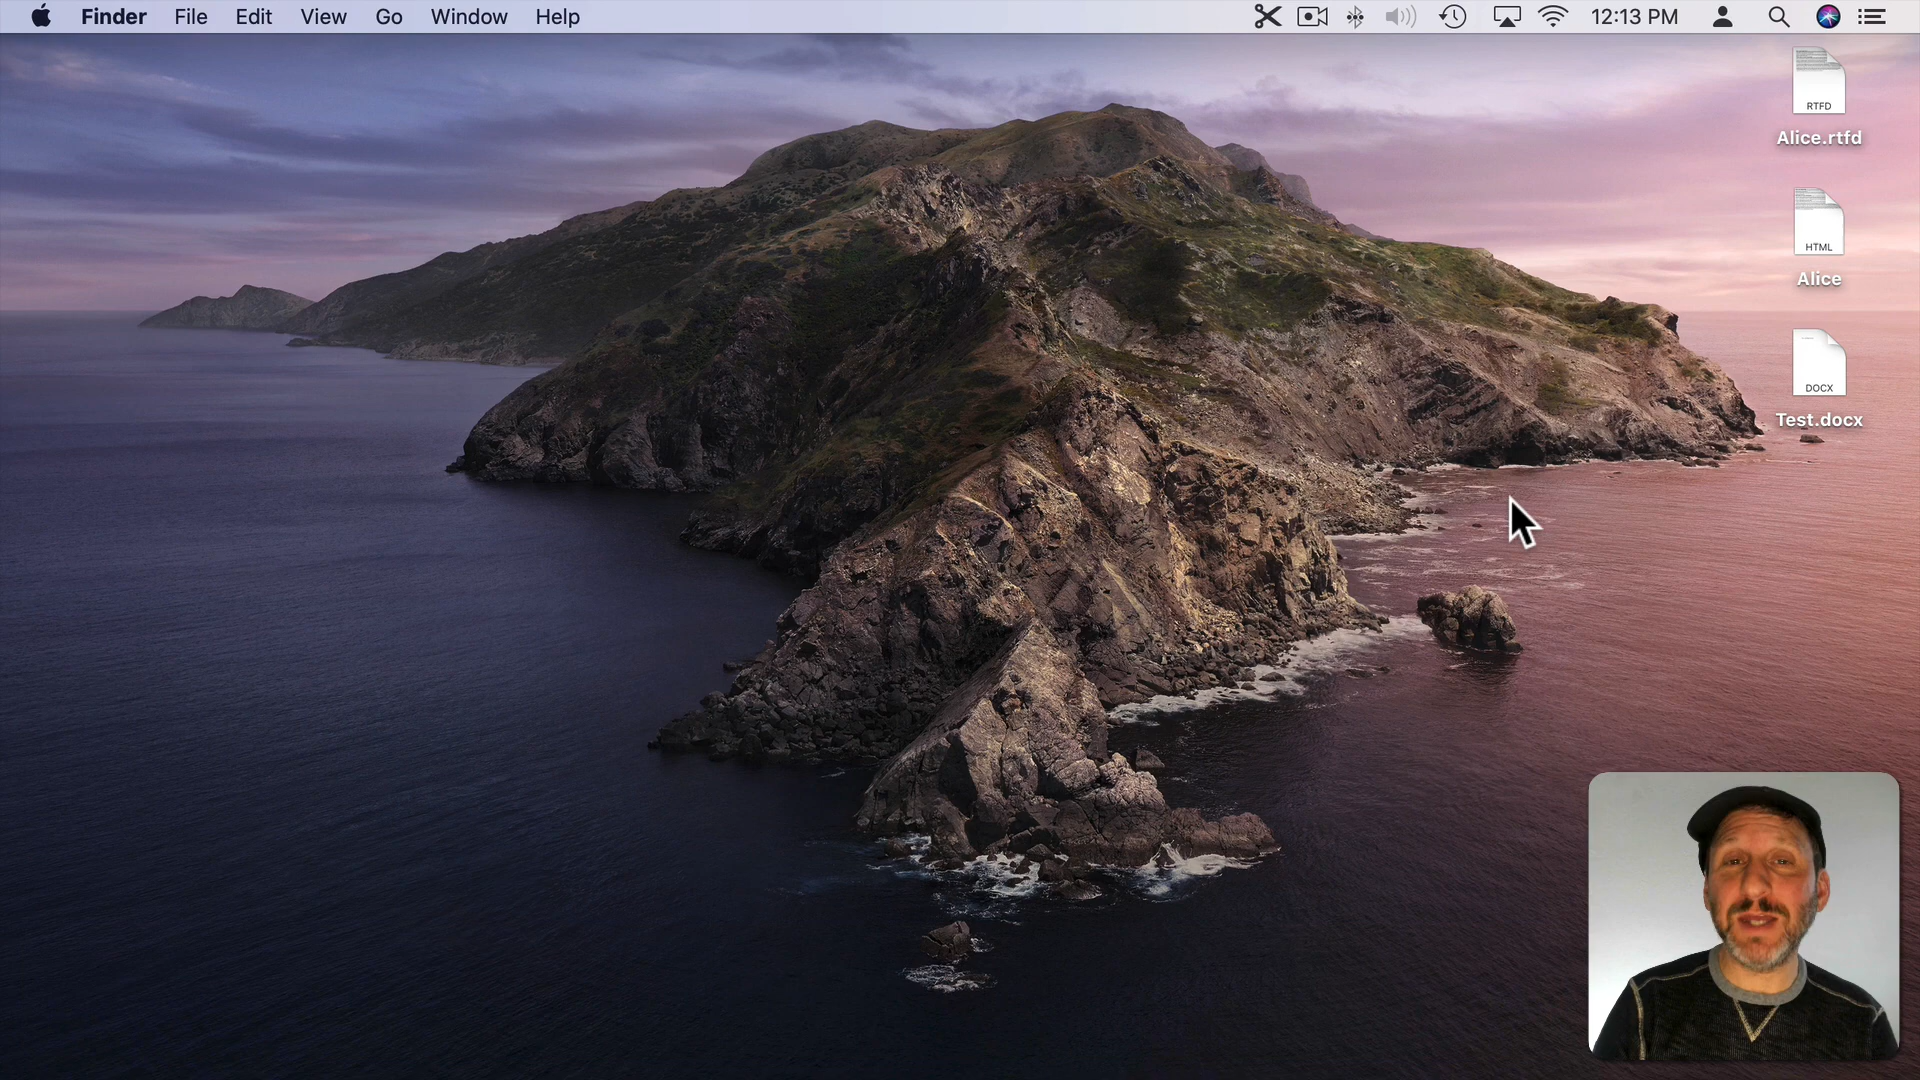 Finder File Edit View Go Window Help 12:13 PM
RTFD
Alice.rtfd
HTML
Alice
DOCX
Test.docx